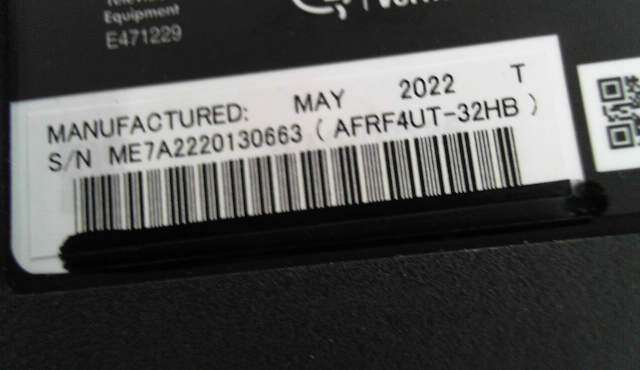 Equipment
E471229
MANUFACTURED: MAY 2022 T
S/N ME7A2220130663 ( AFRF4UT-32HB )